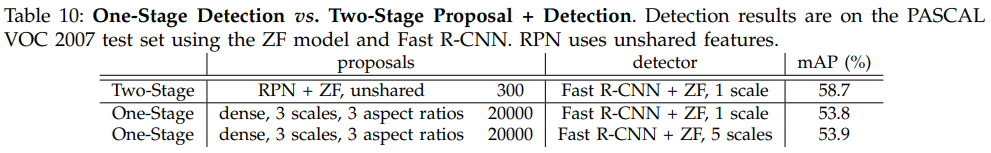 Table 10: One-Stage Detection vs. Two-Stage Proposal + Detection. Detection results are on the PASCAL
VOC 2007 test set using the ZF model and Fast R-CNN. RPN uses unshared features.
proposals detector mAP (%)
Two-Stage RPN + ZF, unshared 300 Fast R-CNN + ZF, 1 scale 58.7
One-Stage dense, 3 scales, 3 aspect ratios 20000 Fast R-CNN + ZF, 1 scale 53.8
One-Stage dense, 3 scales, 3 aspect ratios 20000 Fast R-CNN + ZF, 5 scales 53.9